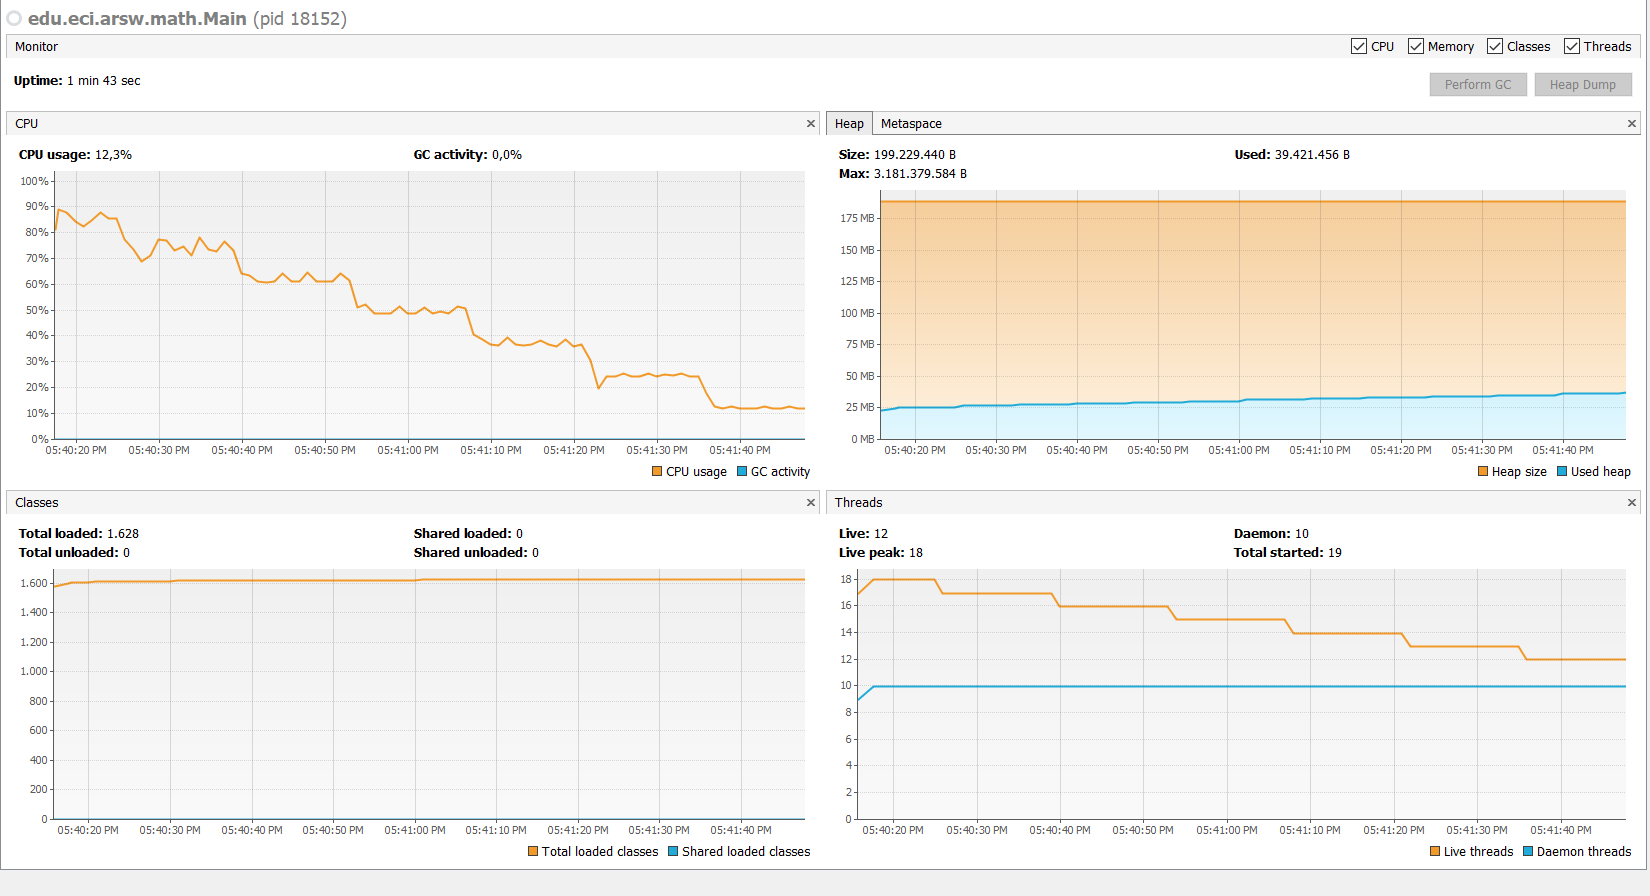 edu.eci.arsw.math.Main (pid 18152)
Monitor
CPU Memory Classes Threads
Uptime: 1 min 43 sec
Perform GC Heap Dump
CPU
CPU usage: 12,3% GC activity: 0,0%
100%
90%
80%
70%
60%
50%
40%
30%
20%
10%
0%
05:40:20 PM 05:40:30 PM 05:40:40 PM 05:40:50 PM 05:41:00 PM 05:41:10 PM 05:41:20 PM 05:41:30 PM 05:41:40 PM
CPU usage GC activity
Heap Metaspace
Size: 199.229.440 B Used: 39.421.456 B
Max: 3.181.379.584 B
175 MB
150 MB
125 MB
100 MB
75 MB
50 MB
25 MB
0 MB
05:40:20 PM 05:40:30 PM 05:40:40 PM 05:40:50 PM 05:41:00 PM 05:41:10 PM 05:41:20 PM 05:41:30 PM 05:41:40 PM
Heap size Used heap
Classes
Total loaded: 1.628 Shared loaded: 0
Total unloaded: 0 Shared unloaded: 0
1.600
1.400
1.200
1.000
800
600
400
200
0
05:40:20 PM 05:40:30 PM 05:40:40 PM 05:40:50 PM 05:41:00 PM 05:41:10 PM 05:41:20 PM 05:41:30 PM 05:41:40 PM
Total loaded classes Shared loaded classes
Threads
Live: 12 Daemon: 10
Live peak: 18 Total started: 19
18
16
14
12
10
8
6
4
2
0
05:40:20 PM 05:40:30 PM 05:40:40 PM 05:40:50 PM 05:41:00 PM 05:41:10 PM 05:41:20 PM 05:41:30 PM 05:41:40 PM
Live threads Daemon threads